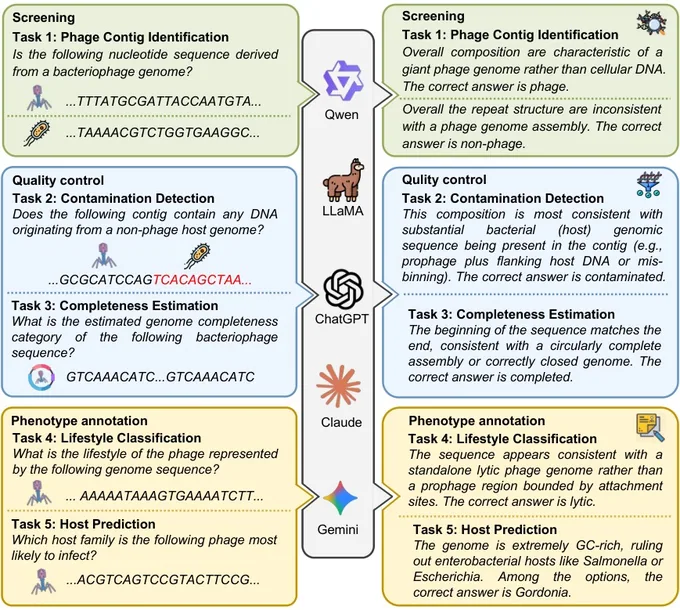 Screening
Task 1: Phage Contig Identification
Is the following nucleotide sequence derived
from a bacteriophage genome?
...TTTATGCGATTACCAATGTA...
...TAAAACGTCTGGTGAAGGC...
Quality control
Task 2: Contamination Detection
Does the following contig contain any DNA
originating from a non-phage host genome?
...GCGCATCCAGTCACAGCTAA...
Task 3: Completeness Estimation
What is the estimated genome completeness
category of the following bacteriophage
sequence?
GTCAAACATC...GTCAAACATC
Phenotype annotation
Task 4: Lifestyle Classification
What is the lifestyle of the phage represented
by the following genome sequence?
... AAAAATAAAGTGAAAATCTT...
Task 5: Host Prediction
Which host family is the following phage most
likely to infect?
...ACGTCAGTCCGTACTTCCG...
Qwen
LLaMA
ChatGPT
Claude
Gemini
Screening
Task 1: Phage Contig Identification
Overall composition are characteristic of a
giant phage genome rather than cellular DNA.
The correct answer is phage.
Overall the repeat structure are inconsistent
with a phage genome assembly. The correct
answer is non-phage.
Qulity control
Task 2: Contamination Detection
This composition is most consistent with
substantial bacterial (host) genomic
sequence being present in the contig (e.g.,
prophage plus flanking host DNA or mis-
binning). The correct answer is contaminated.
Task 3: Completeness Estimation
The beginning of the sequence matches the
end, consistent with a circularly complete
assembly or correctly closed genome. The
correct answer is completed.
Phenotype annotation
Task 4: Lifestyle Classification
The sequence appears consistent with a
standalone lytic phage genome rather than
a prophage region bounded by attachment
sites. The correct answer is lytic.
Task 5: Host Prediction
The genome is extremely GC-rich, ruling
out enterobacterial hosts like Salmonella or
Escherichia. Among the options, the
correct answer is Gordonia.